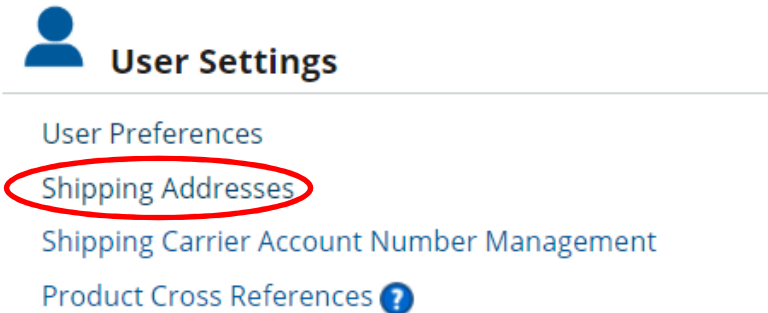 User Settings
User Preferences
Shipping Addresses
Shipping Carrier Account Number Management
Product Cross References ?